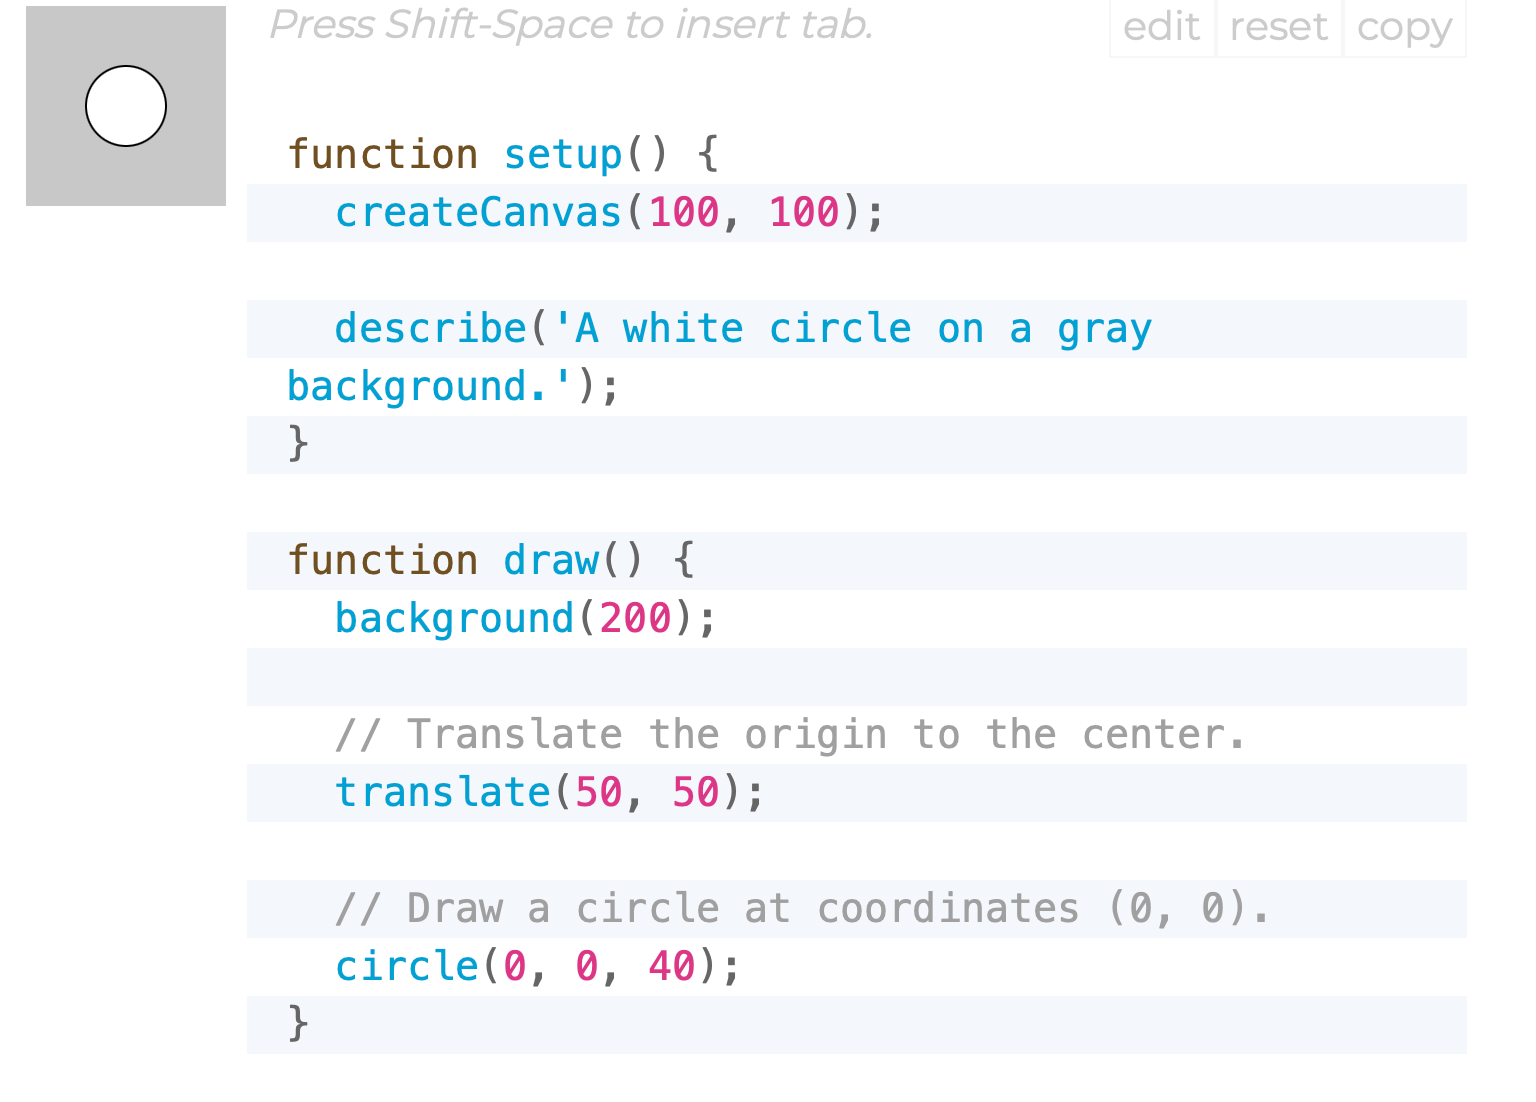 Press Shift-Space to insert tab.
edit reset copy
function setup() {
  createCanvas(100, 100);
  describe('A white circle on a gray
background.');
}
function draw() {
  background(200);
  // Translate the origin to the center.
  translate(50, 50);
  // Draw a circle at coordinates (0, 0).
  circle(0, 0, 40);
}